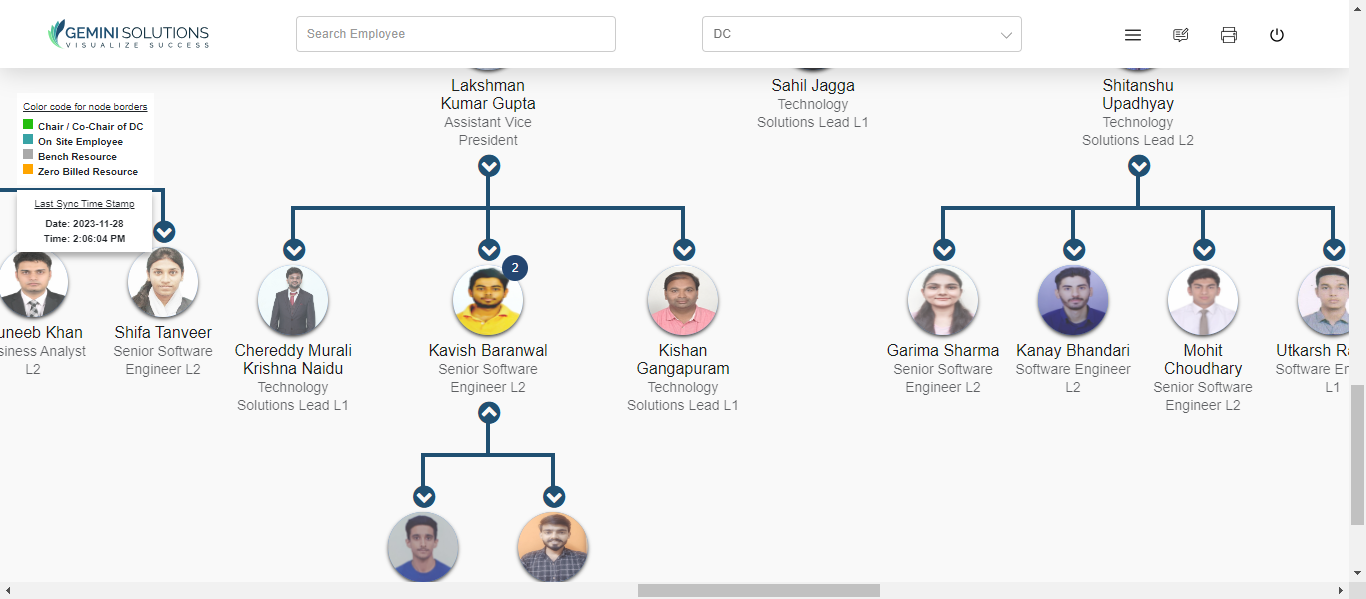 GEMINI SOLUTIONS
VISUALIZE SUCCESS
Search Employee
DC
Color code for node borders
Chair / Co-Chair of DC
On Site Employee
Bench Resource
Zero Billed Resource
Last Sync Time Stamp
Date: 2023-11-28
Time: 2:06:04 PM
Lakshman
Kumar Gupta
Assistant Vice
President
Sahil Jagga
Technology
Solutions Lead L1
Shitanshu
Upadhyay
Technology
Solutions Lead L2
uneeb Khan
siness Analyst
L2
Shifa Tanveer
Senior Software
Engineer L2
Chereddy Murali
Krishna Naidu
Technology
Solutions Lead L1
2
Kavish Baranwal
Senior Software
Engineer L2
Kishan
Gangapuram
Technology
Solutions Lead L1
Garima Sharma
Senior Software
Engineer L2
Kanay Bhandari
Software Engineer
L2
Mohit
Choudhary
Senior Software
Engineer L2
Utkarsh R
Software En
L1